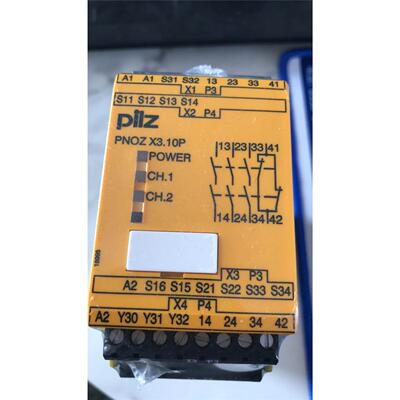 A1 A1 S31 S32 13 23 33 41
X1 P3
S11 S12 S13 S14
X2 P4
pilz
PNOZ X3.10P
POWER
CH.1
CH.2
13 23 33 41
14 24 34 42
X3 P3
A2 S16 S15 S21 S22 S33 S34
X4 P4
A2 Y30 Y31 Y32 14 24 34 42